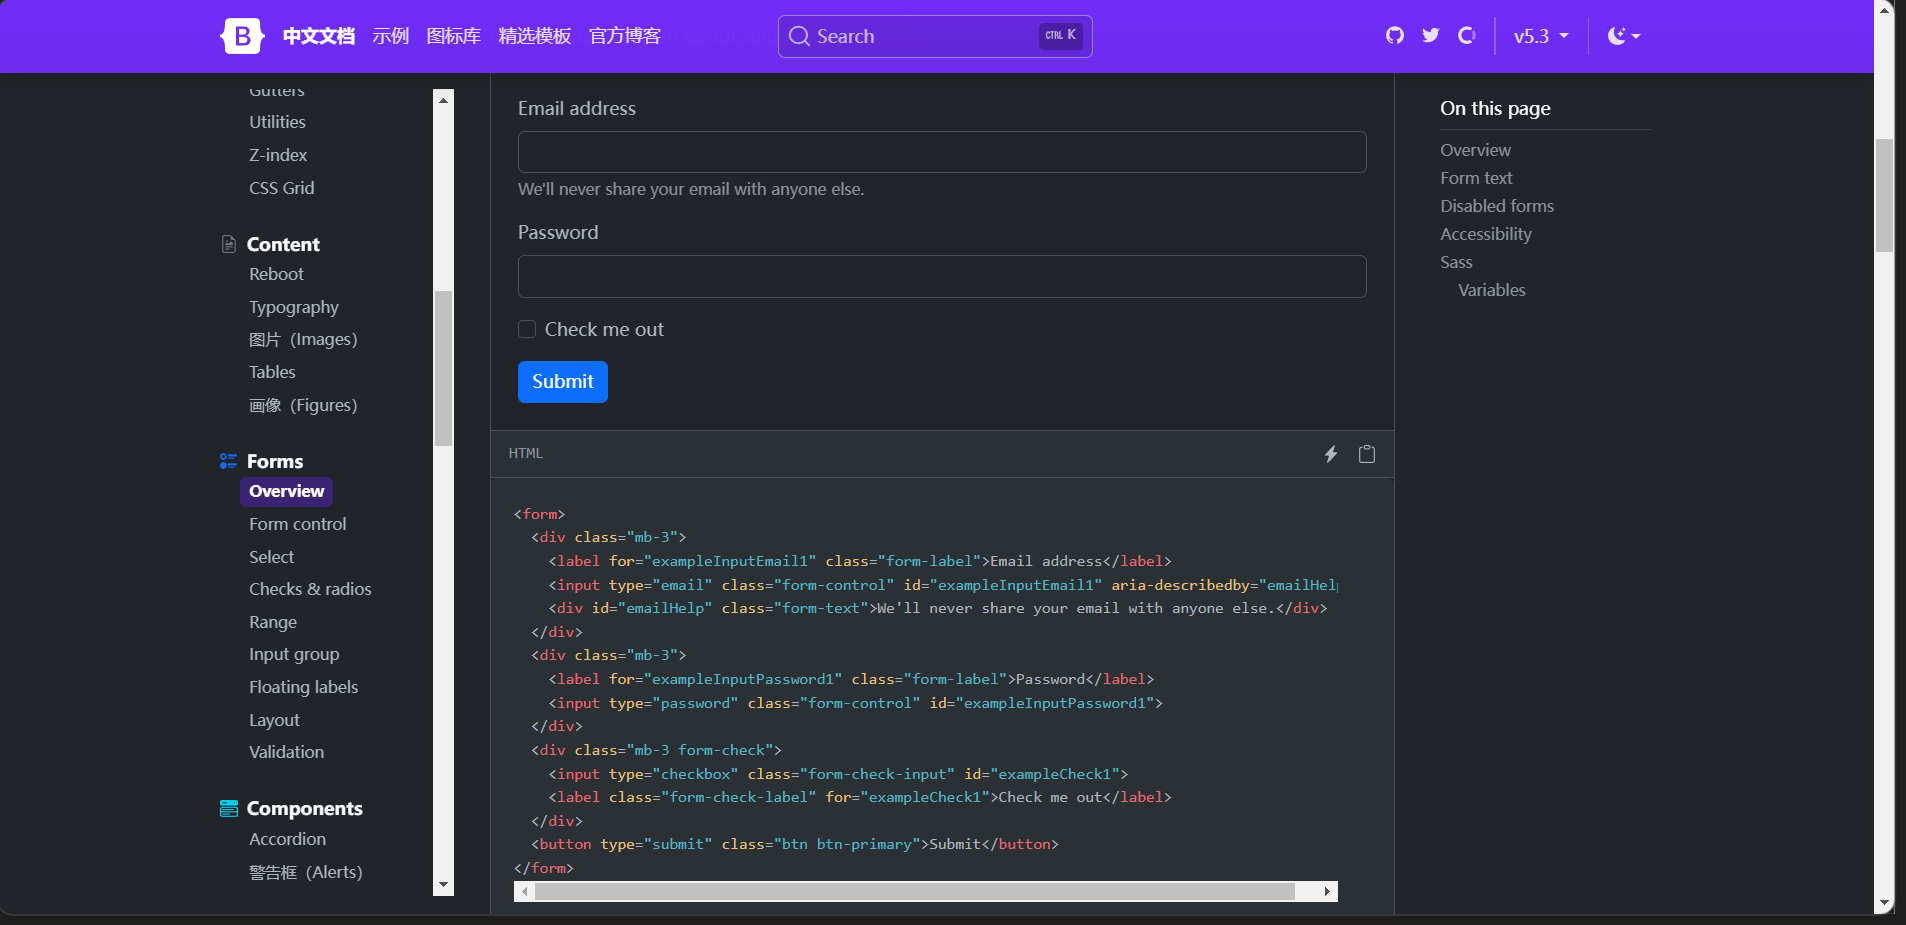 B 中文文档 示例 图标库 精选模板 官方博客 Search CTRL K v5.3
Gutters
Utilities
Z-index
CSS Grid
Content
Reboot
Typography
图片（Images）
Tables
画像（Figures）
Forms
Overview
Form control
Select
Checks & radios
Range
Input group
Floating labels
Layout
Validation
Components
Accordion
警告框（Alerts）
Email address
We'll never share your email with anyone else.
Password
Check me out
Submit
HTML
<form>
  <div class="mb-3">
    <label for="exampleInputEmail1" class="form-label">Email address</label>
    <input type="email" class="form-control" id="exampleInputEmail1" aria-describedby="emailHelp
    <div id="emailHelp" class="form-text">We'll never share your email with anyone else.</div>
  </div>
  <div class="mb-3">
    <label for="exampleInputPassword1" class="form-label">Password</label>
    <input type="password" class="form-control" id="exampleInputPassword1">
  </div>
  <div class="mb-3 form-check">
    <input type="checkbox" class="form-check-input" id="exampleCheck1">
    <label class="form-check-label" for="exampleCheck1">Check me out</label>
  </div>
  <button type="submit" class="btn btn-primary">Submit</button>
</form>
On this page
Overview
Form text
Disabled forms
Accessibility
Sass
Variables